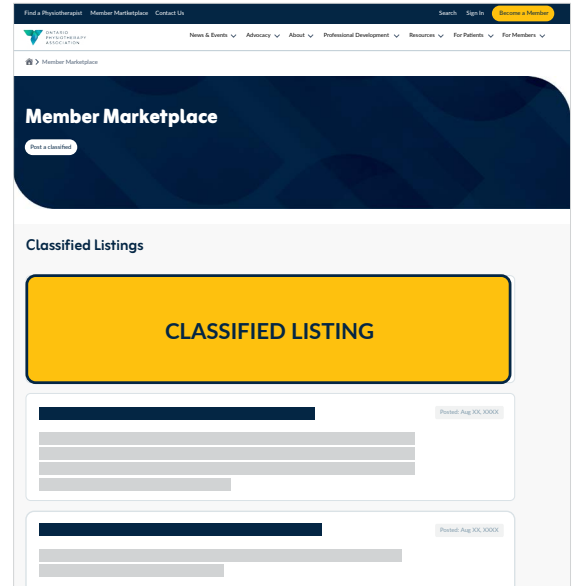 Find a Physiotherapist Member Martketplace Contact Us Search Sign In Become a Member
ONTARIO
PHYSIOTHERAPY
ASSOCIATION
News & Events Advocacy About Professional Development Resources For Patients For Members
Member Marketplace
Member Marketplace
Post a classified
Classified Listings
CLASSIFIED LISTING
Posted: Aug XX, XXXX
Posted: Aug XX, XXXX